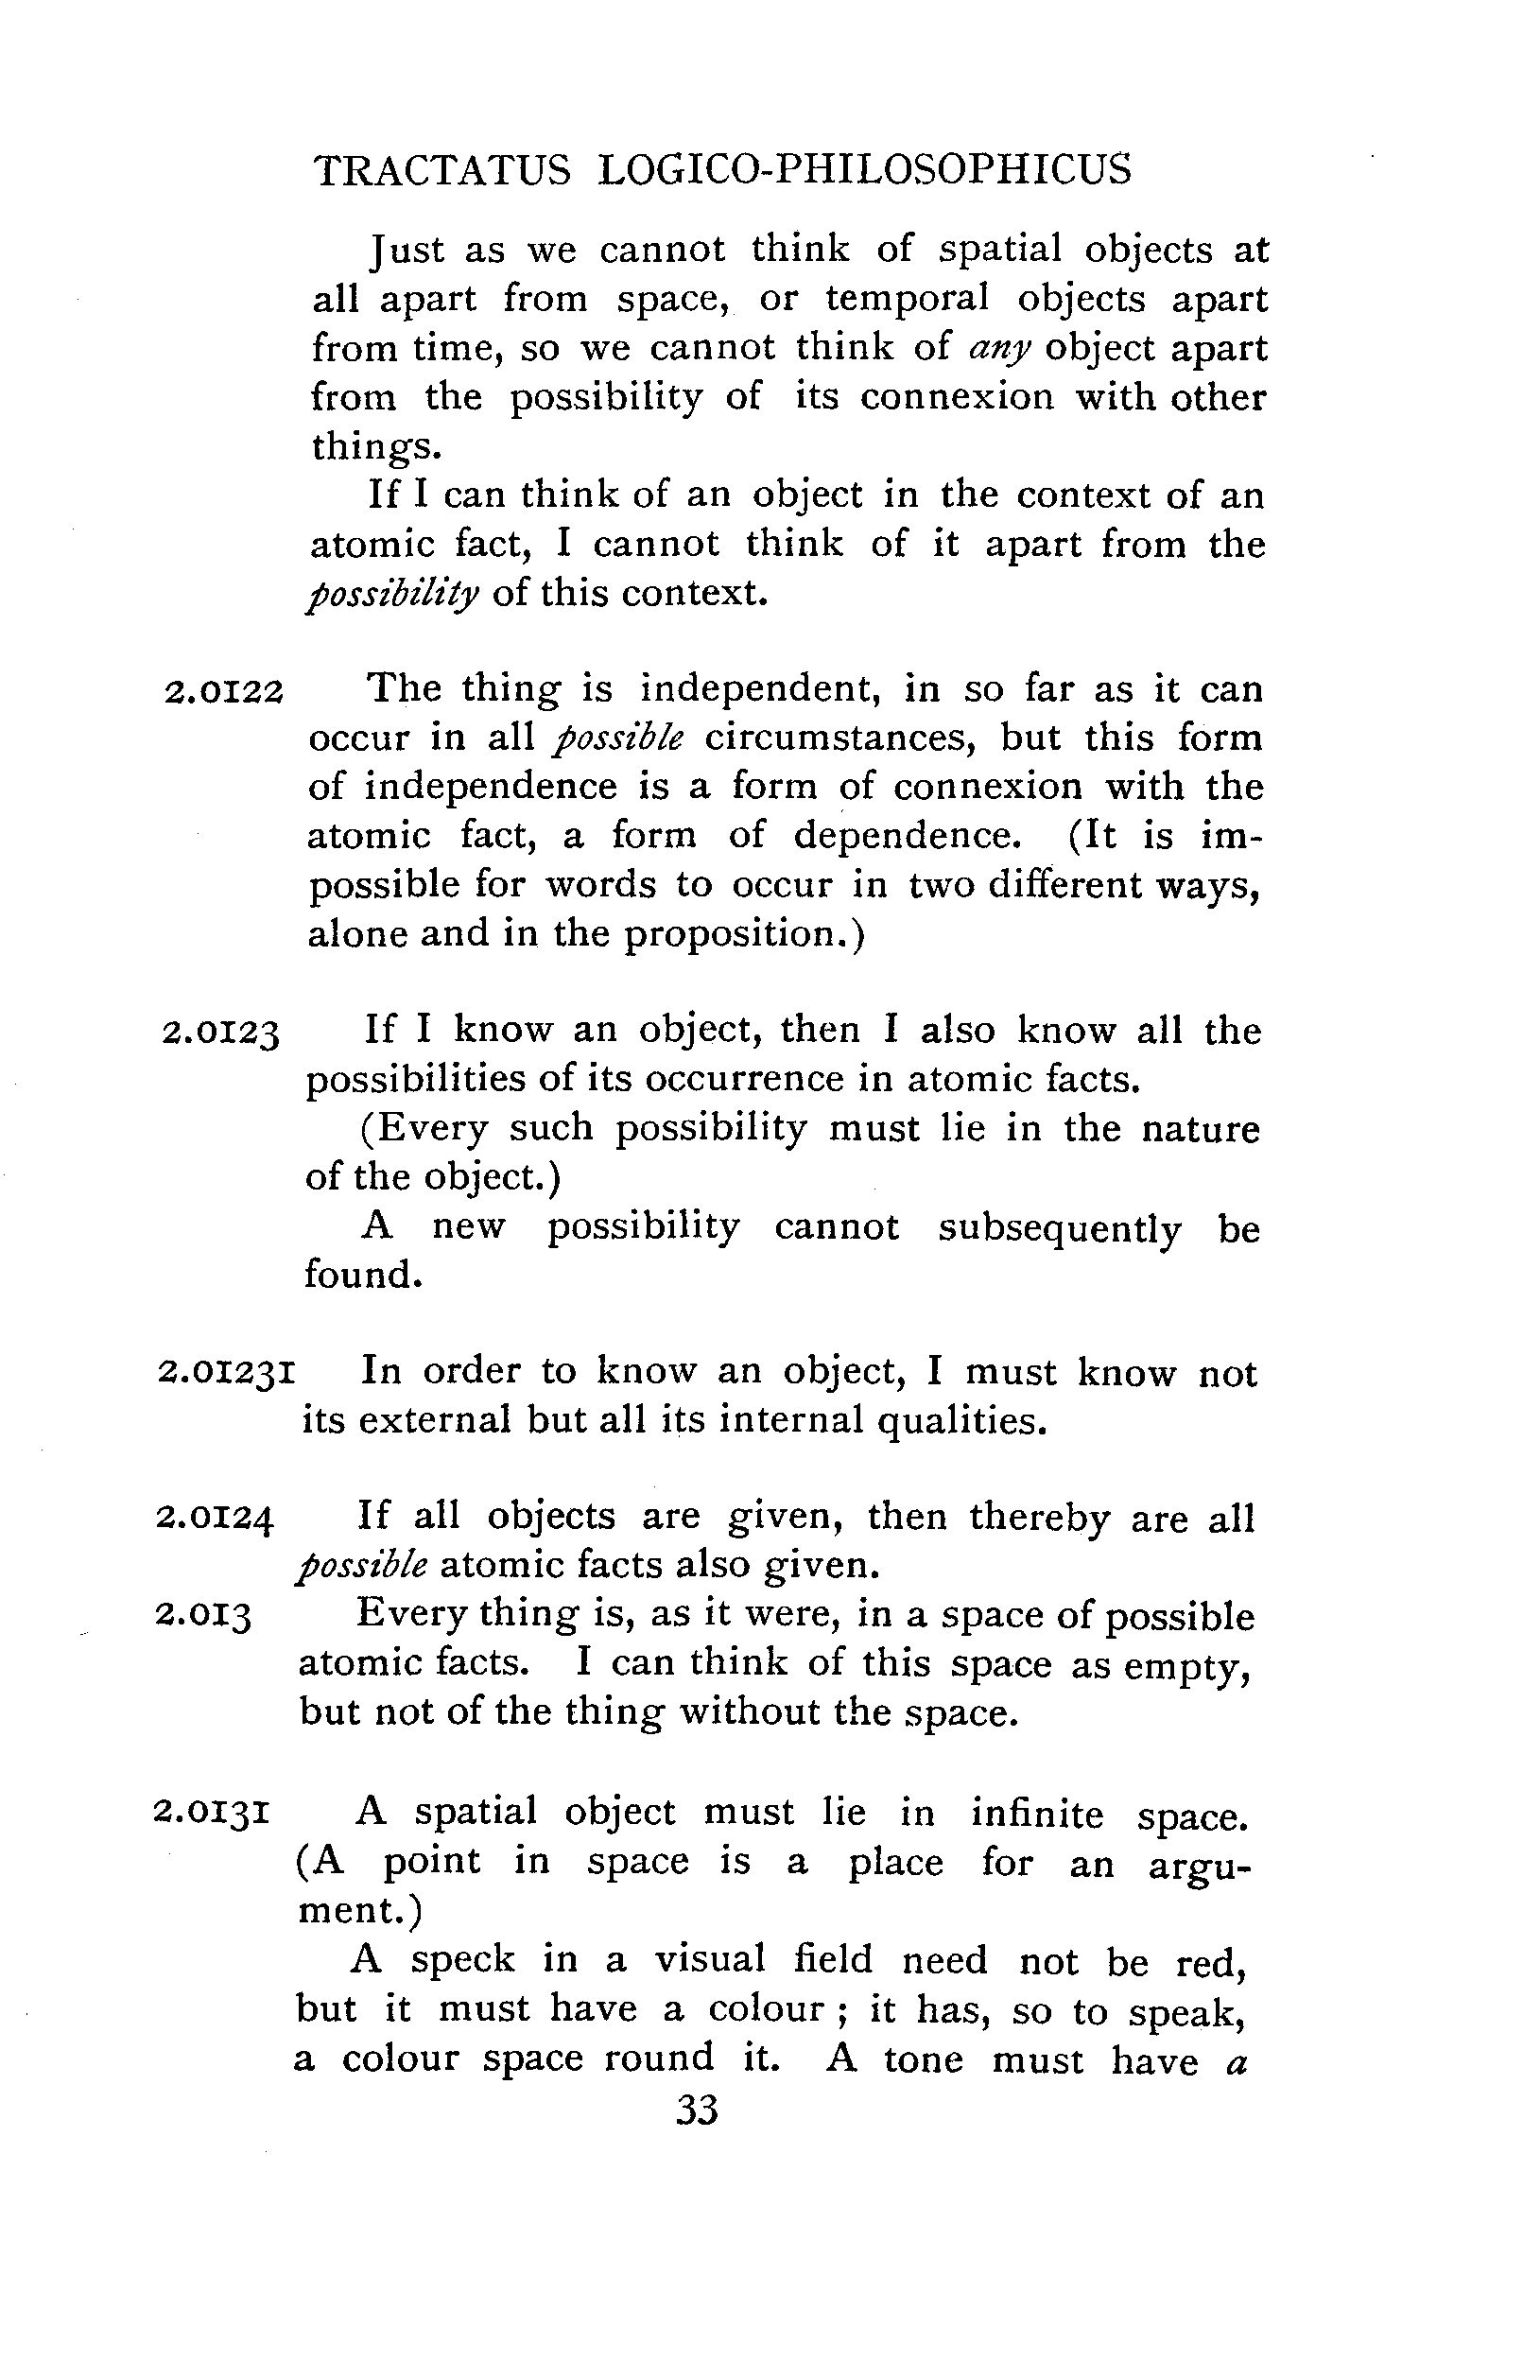 TRACTATUS LOGICO-PHILOSOPHICUS
Just as we cannot think of spatial objects at
all apart from space, or temporal objects apart
from time, so we cannot think of any object apart
from the possibility of its connexion with other
things.
If I can think of an object in the context of an
atomic fact, I cannot think of it apart from the
possibility of this context.
2.0122 The thing is independent, in so far as it can
occur in all possible circumstances, but this form
of independence is a form of connexion with the
atomic fact, a form of dependence. (It is im-
possible for words to occur in two different ways,
alone and in the proposition.)
2.0123 If I know an object, then I also know all the
possibilities of its occurrence in atomic facts.
(Every such possibility must lie in the nature
of the object.)
A new possibility cannot subsequently be
found.
2.01231 In order to know an object, I must know not
its external but all its internal qualities.
2.0124 If all objects are given, then thereby are all
possible atomic facts also given.
2.013 Every thing is, as it were, in a space of possible
atomic facts. I can think of this space as empty,
but not of the thing without the space.
2.0131 A spatial object must lie in infinite space.
(A point in space is a place for an argu-
ment.)
A speck in a visual field need not be red,
but it must have a colour ; it has, so to speak,
a colour space round it. A tone must have a
33